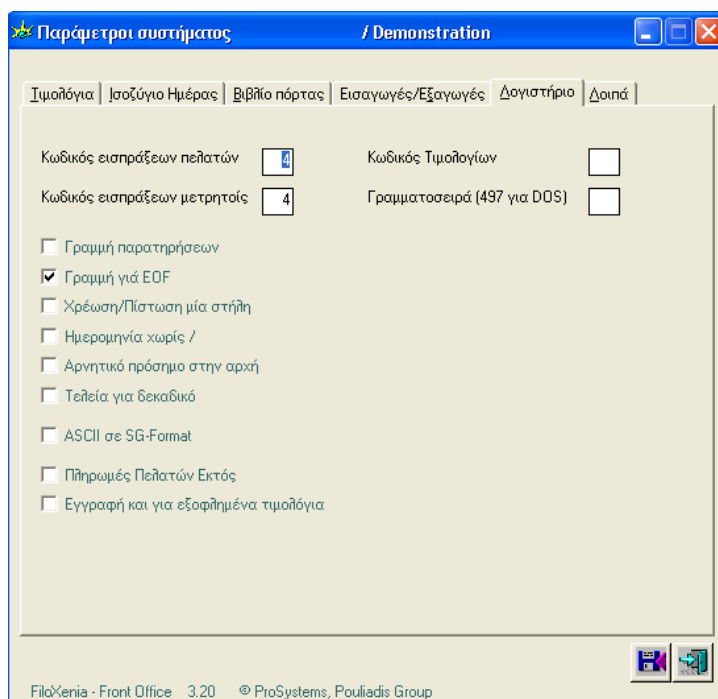 Παράμετροι συστήματος / Demonstration
Τιμολόγια Ισοζύγιο Ημέρας Βιβλίο πόρτας Εισαγωγές/Εξαγωγές Λογιστήριο Λοιπά
Κωδικός εισπράξεων πελατών 4 Κωδικός Τιμολογίων
Κωδικός εισπράξεων μετρητοίς 4 Γραμματοσειρά (497 για DOS)
Γραμμή παρατηρήσεων
Γραμμή γιά EOF
Χρέωση/Πίστωση μία στήλη
Ημερομηνία χωρίς /
Αρνητικό πρόσημο στην αρχή
Τελεία για δεκαδικό
ASCII σε SG-Format
Πληρωμές Πελατών Εκτός
Εγγραφή και για εξοφλημένα τιμολόγια
FiloXenia - Front Office 3.20 © ProSystems, Pouliadis Group